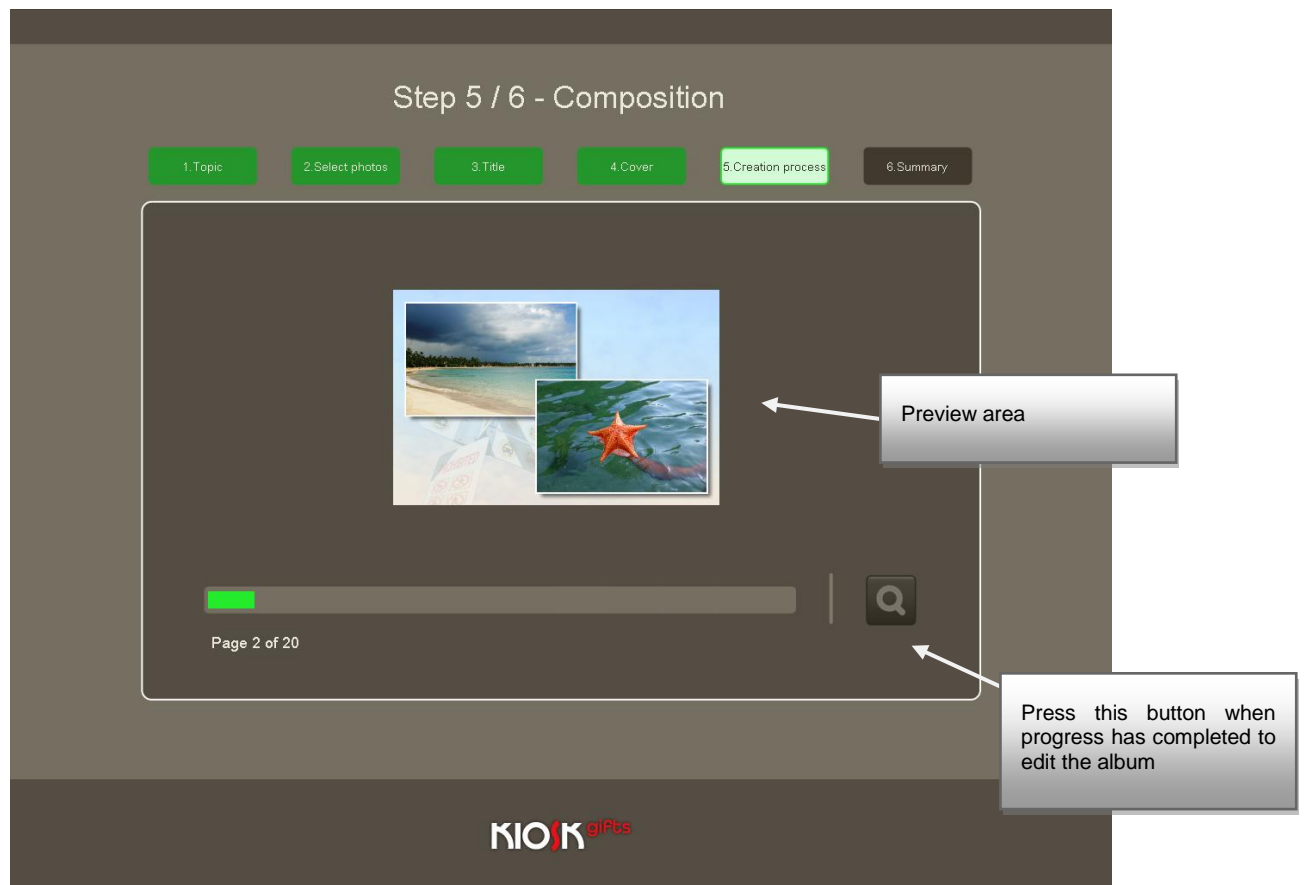 Step 5 / 6 - Composition
1.Topic
2.Select photos
3.Title
4.Cover
5.Creation process
6.Summary
Preview area
Page 2 of 20
Press this button when
progress has completed to
edit the album
KIOSK gifts